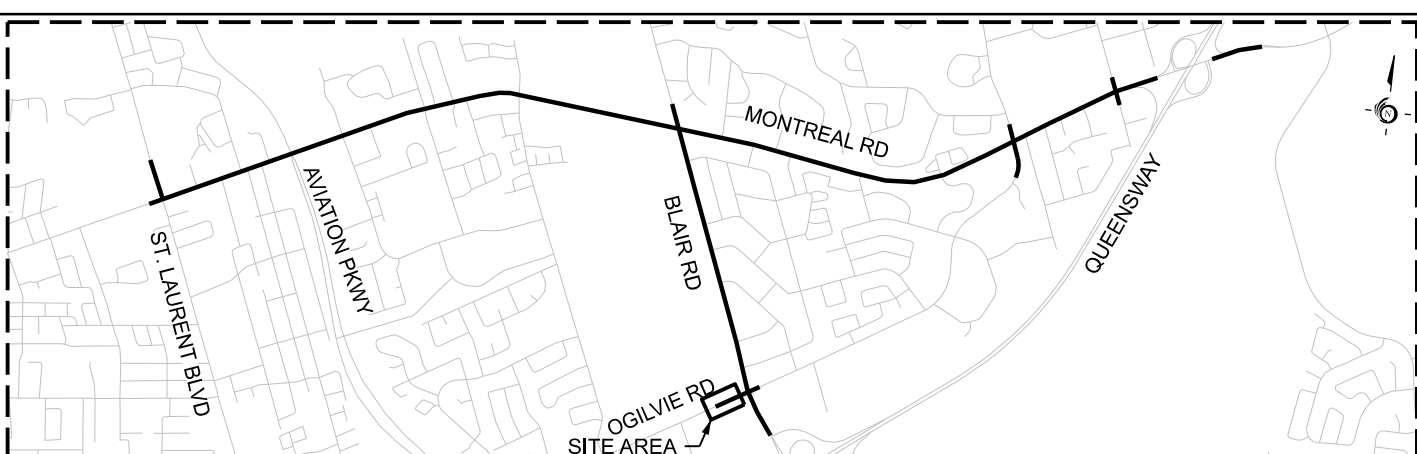 N
MONTREAL RD
AVIATION PKWY
QUEENSWAY
BLAIR RD
ST. LAURENT BLVD
OGILVIE RD
SITE AREA